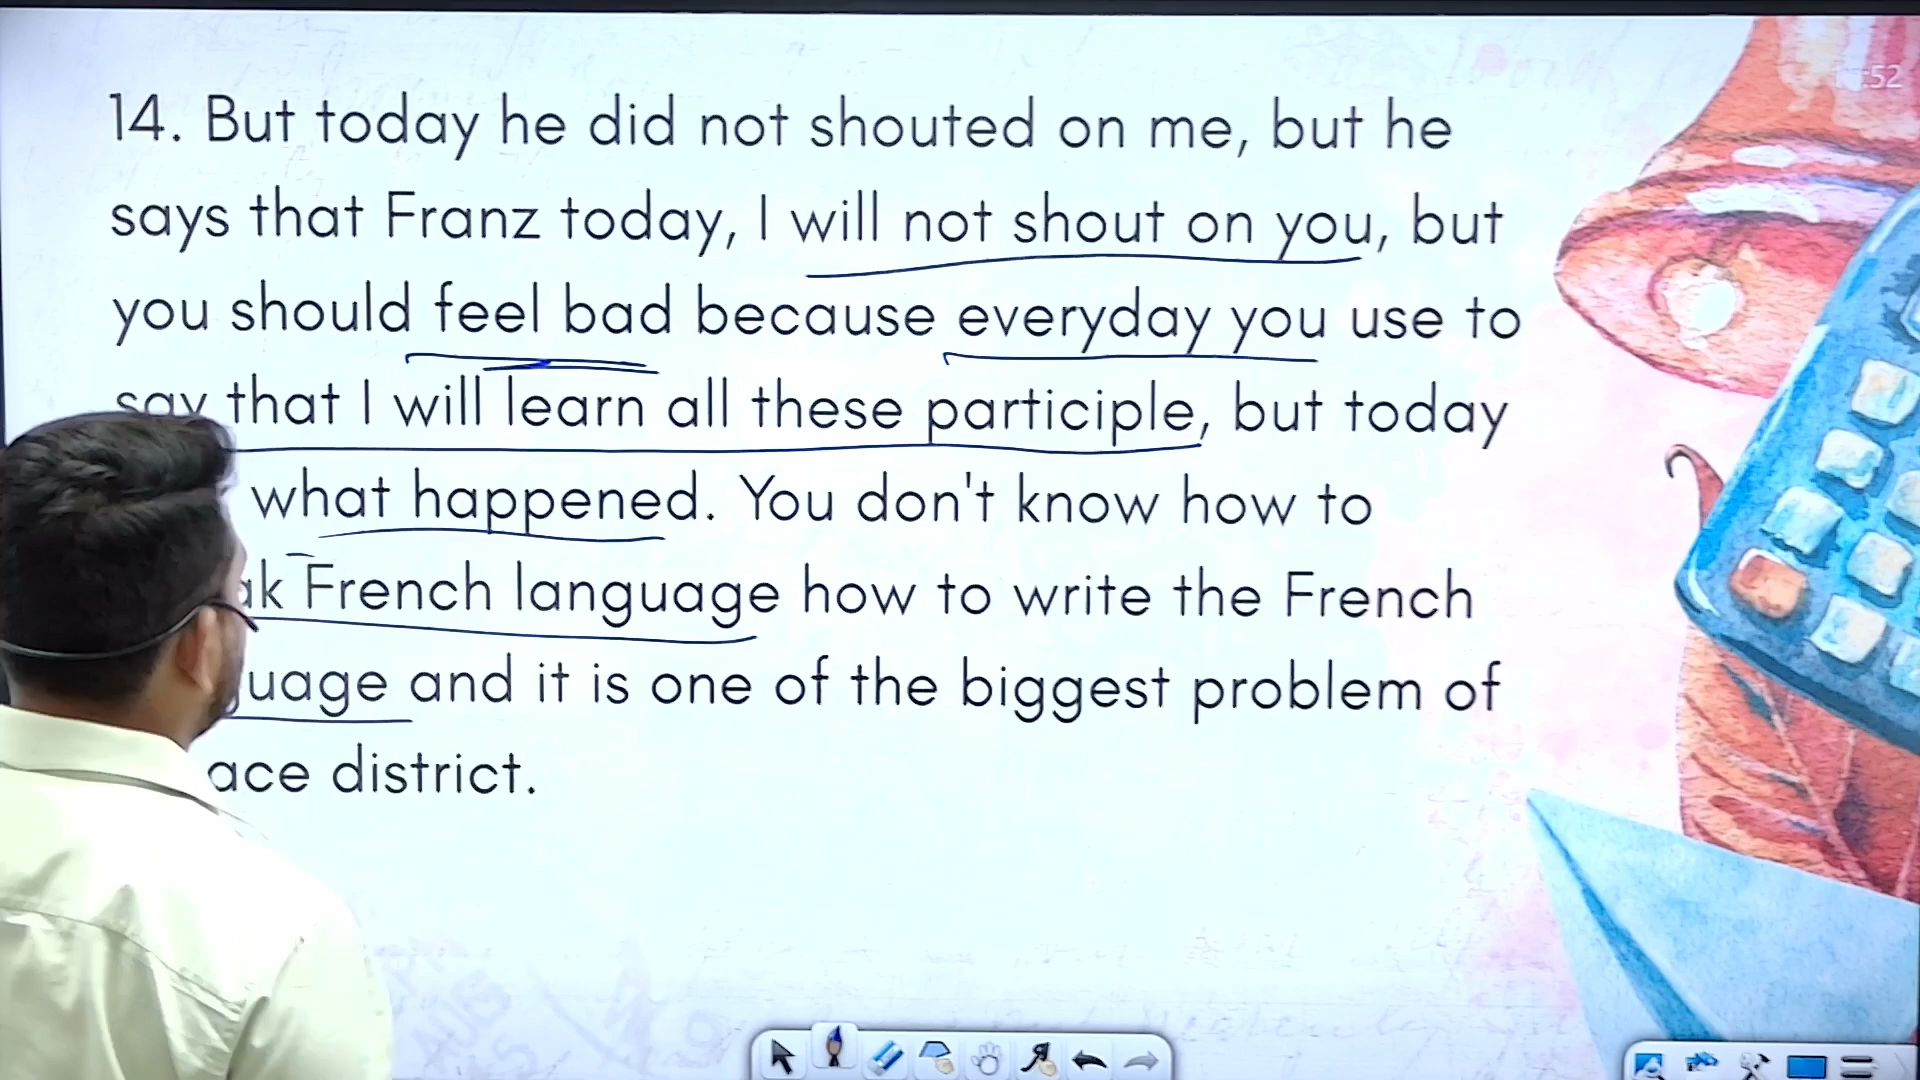 14. But today he did not shouted on me, but he
says that Franz today, I will not shout on you, but
you should feel bad because everyday you use to
say that I will learn all these participle, but today
what happened. You don't know how to
French language how to write the French
and it is one of the biggest problem of
district.